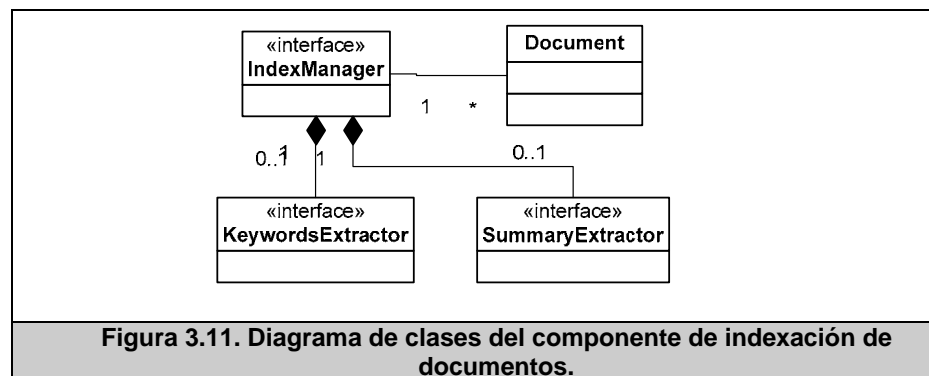 «interface»
IndexManager
Document
1
*
0..1
1
1
0..1
«interface»
KeywordsExtractor
«interface»
SummaryExtractor
Figura 3.11. Diagrama de clases del componente de indexación de
documentos.